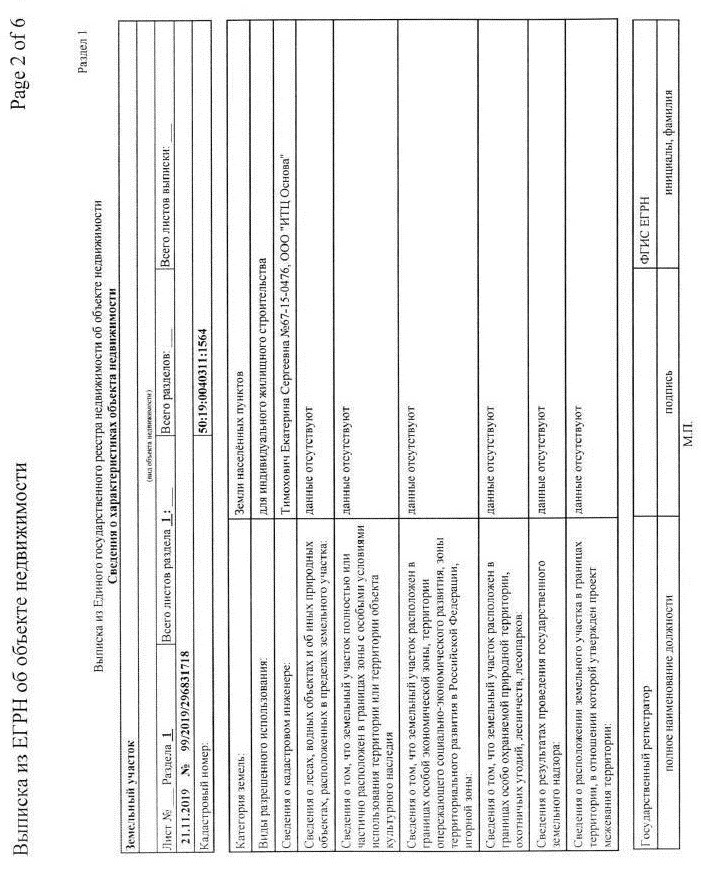 Выписка из ЕГРН об объекте недвижимости
Page 2 of 6
Раздел 1
Выписка из Единого государственного реестра недвижимости об объекте недвижимости
Сведения о характеристиках объекта недвижимости
Земельный участок
(вид объекта недвижимости)
Лист № ___ Раздела 1
Всего листов раздела 1: ___
Всего разделов: ___
Всего листов выписки: ___
21.11.2019 № 99/2019/296831718
Кадастровый номер:
50:19:0040311:1564
Категория земель:
Земли населённых пунктов
Виды разрешенного использования:
для индивидуального жилищного строительства
Сведения о кадастровом инженере:
Тимохович Екатерина Сергеевна №67-15-0476, ООО "ИТЦ Основа"
Сведения о лесах, водных объектах и об иных природных
объектах, расположенных в пределах земельного участка:
данные отсутствуют
Сведения о том, что земельный участок полностью или
частично расположен в границах зоны с особыми условиями
использования территории или территории объекта
культурного наследия
данные отсутствуют
Сведения о том, что земельный участок расположен в
границах особой экономической зоны, территории
опережающего социально-экономического развития, зоны
территориального развития в Российской Федерации,
игорной зоны:
данные отсутствуют
Сведения о том, что земельный участок расположен в
границах особо охраняемой природной территории,
охотничьих угодий, лесничеств, лесопарков
данные отсутствуют
Сведения о результатах проведения государственного
земельного надзора:
данные отсутствуют
Сведения о расположении земельного участка в границах
территории, в отношении которой утвержден проект
межевания территории:
данные отсутствуют
Государственный регистратор
ФГИС ЕГРН
полное наименование должности
подпись
инициалы, фамилия
М.П.